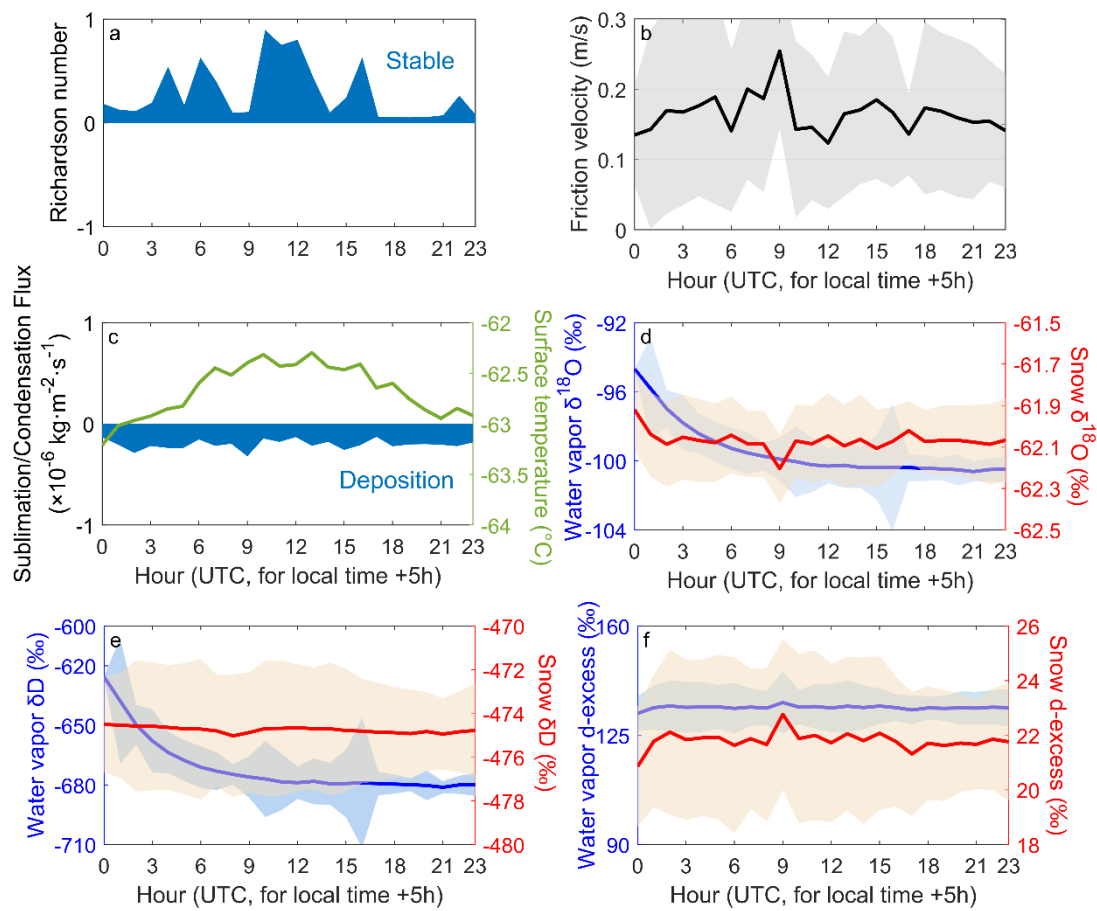 a
Stable
Richardson number
1
0
-1
0 3 6 9 12 15 18 21 23
b
Friction velocity (m/s)
0.3
0.2
0.1
0
0 3 6 9 12 15 18 21 23
Hour (UTC, for local time +5h)
c
Deposition
Sublimation/Condensation Flux
(×10⁻⁶ kg·m⁻²·s⁻¹)
1
0
-1
Surface temperature (°C)
-62
-62.5
-63
-63.5
-64
0 3 6 9 12 15 18 21 23
Hour (UTC, for local time +5h)
d
Water vapor δ¹⁸O (‰)
-92
-96
-100
-104
Snow δ¹⁸O (‰)
-61.5
-61.7
-61.9
-62.1
-62.3
-62.5
0 3 6 9 12 15 18 21 23
Hour (UTC, for local time +5h)
e
Water vapor δD (‰)
-600
-620
-650
-680
-710
Snow δD (‰)
-470
-472
-474
-476
-478
-480
0 3 6 9 12 15 18 21 23
Hour (UTC, for local time +5h)
f
Water vapor d-excess (‰)
160
125
90
Snow d-excess (‰)
26
24
22
20
18
0 3 6 9 12 15 18 21 23
Hour (UTC, for local time +5h)